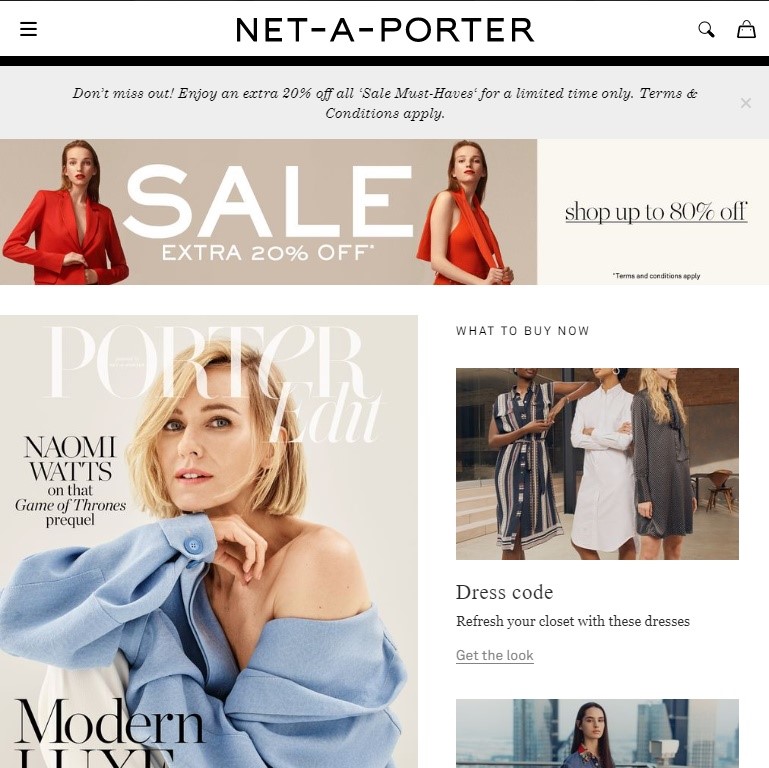 NET-A-PORTER
Don't miss out! Enjoy an extra 20% off all 'Sale Must-Haves' for a limited time only. Terms &
Conditions apply.
SALE
EXTRA 20% OFF*
shop up to 80% off
*Terms and conditions apply
PORTER
Edit
NAOMI
WATTS
on that
Game of Thrones
prequel
Modern
LUXE
WHAT TO BUY NOW
Dress code
Refresh your closet with these dresses
Get the look